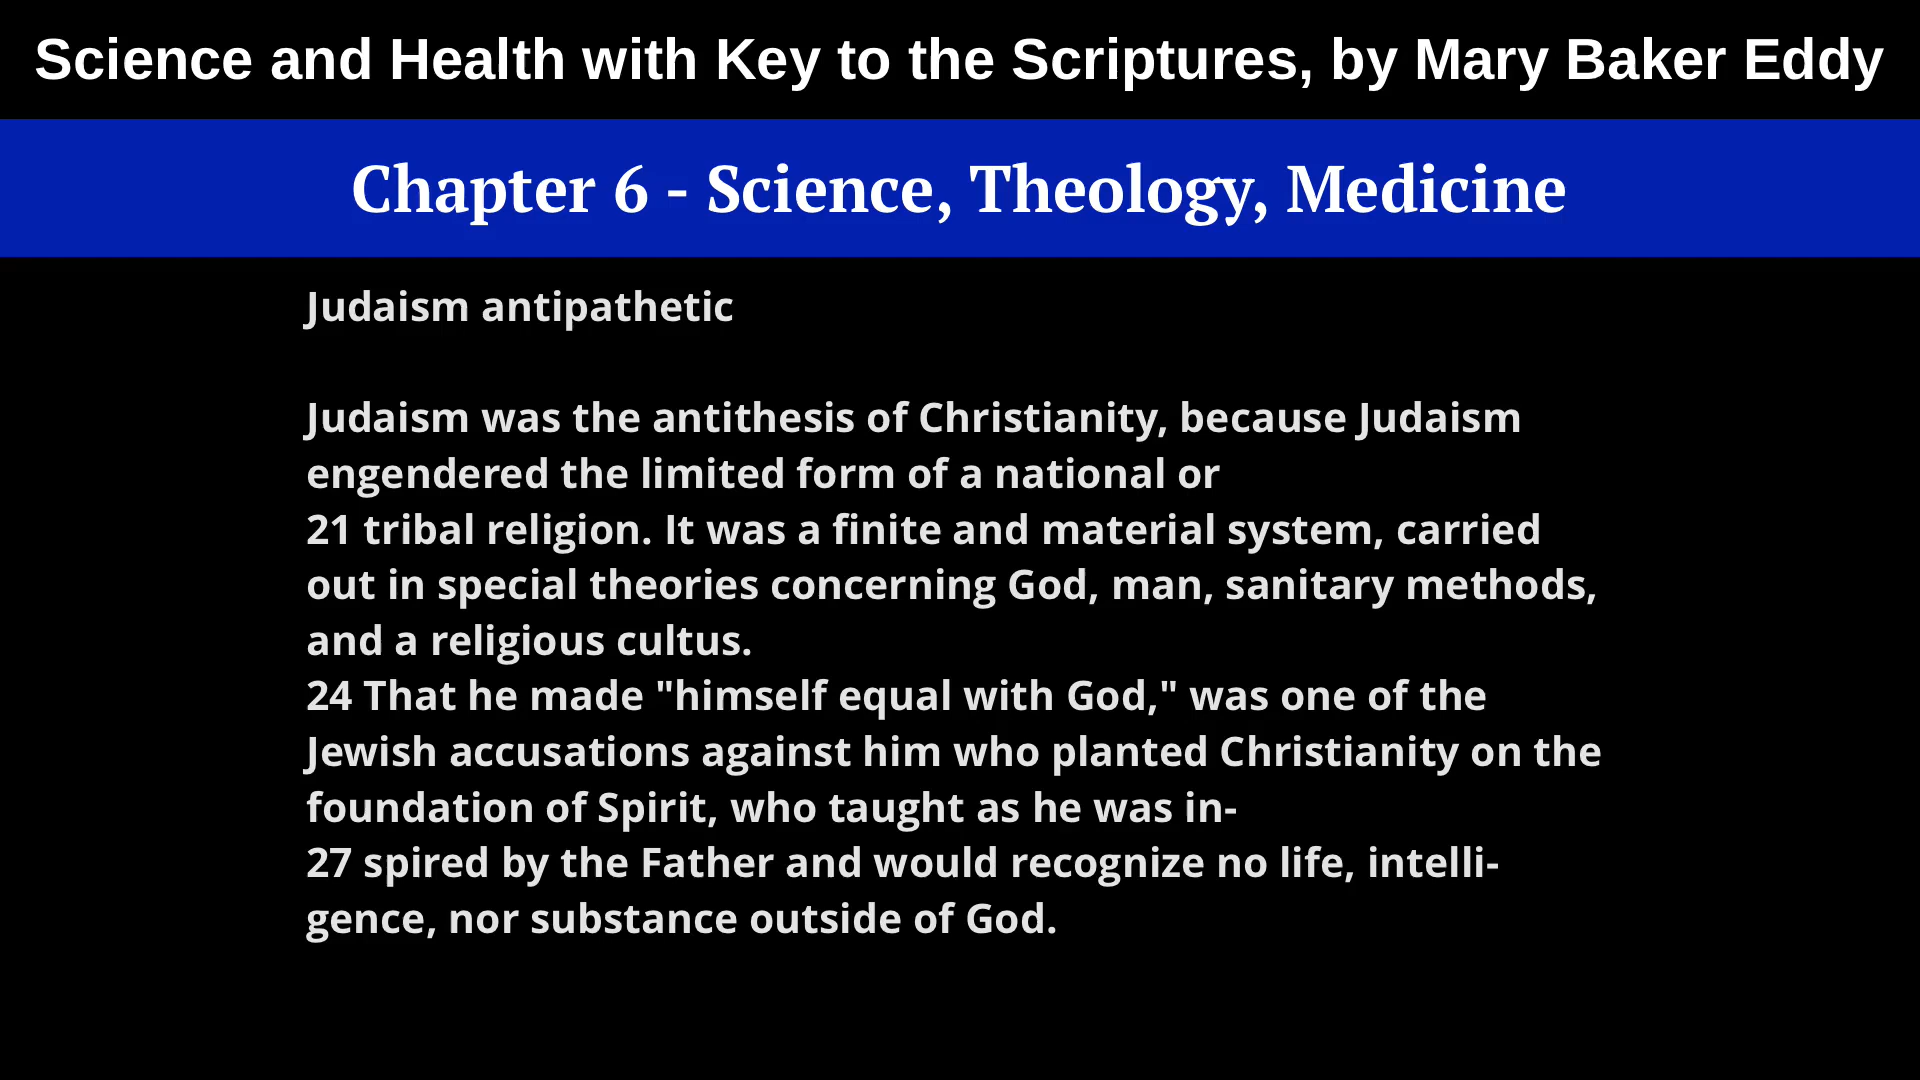 Science and Health with Key to the Scriptures, by Mary Baker Eddy
Chapter 6 - Science, Theology, Medicine
Judaism antipathetic
Judaism was the antithesis of Christianity, because Judaism
engendered the limited form of a national or
21 tribal religion. It was a finite and material system, carried
out in special theories concerning God, man, sanitary methods,
and a religious cultus.
24 That he made "himself equal with God," was one of the
Jewish accusations against him who planted Christianity on the
foundation of Spirit, who taught as he was in-
27 spired by the Father and would recognize no life, intelli-
gence, nor substance outside of God.